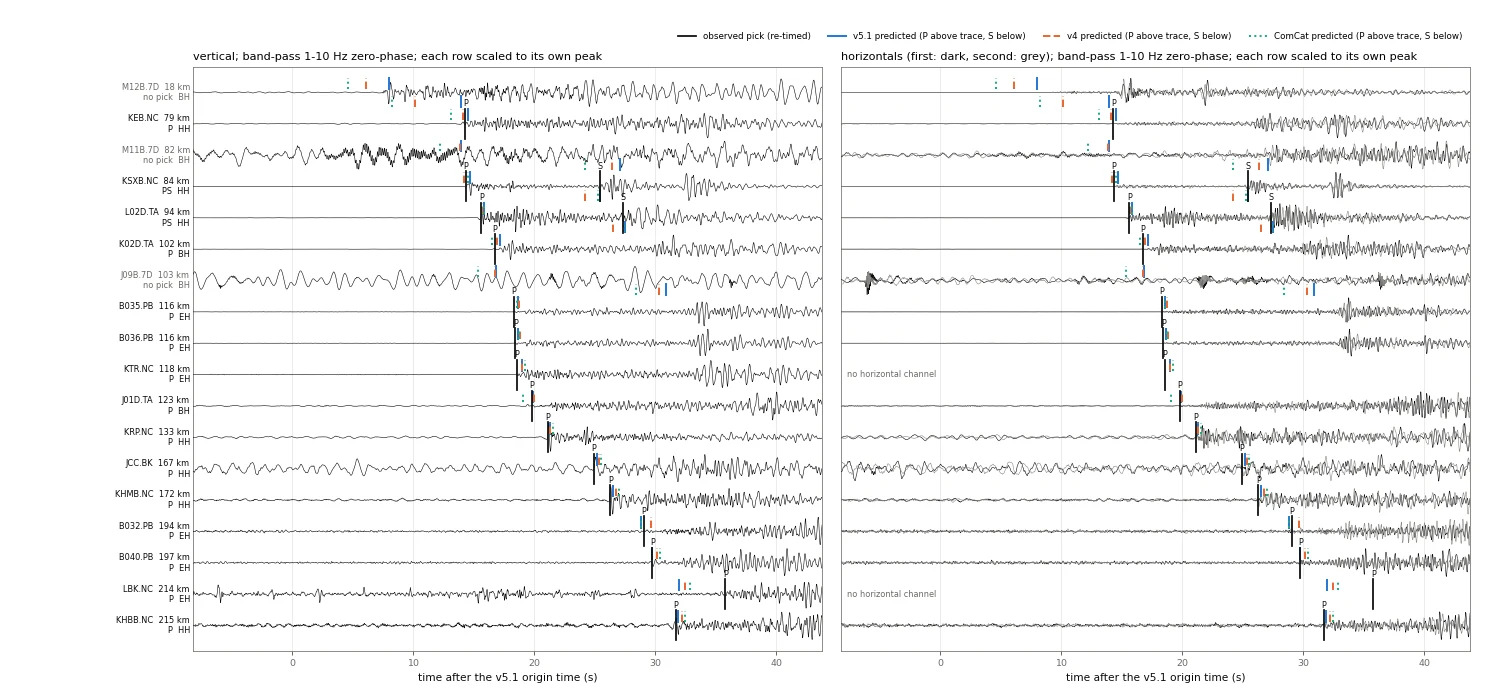 observed pick (re-timed)
v5.1 predicted (P above trace, S below)
v4 predicted (P above trace, S below)
ComCat predicted (P above trace, S below)
vertical; band-pass 1-10 Hz zero-phase; each row scaled to its own peak
horizontals (first: dark, second: grey); band-pass 1-10 Hz zero-phase; each row scaled to its own peak
M12B.7D 18 km
no pick BH
P
P
KEB.NC 79 km
P HH
M11B.7D 82 km
no pick BH
P S
P S
KSXB.NC 84 km
PS HH
P S
P S
L02D.TA 94 km
PS HH
P
P
K02D.TA 102 km
P BH
J09B.7D 103 km
no pick BH
P
P
B035.PB 116 km
P EH
P
P
B036.PB 116 km
P EH
P
P
KTR.NC 118 km
P EH
no horizontal channel
P
P
J01D.TA 123 km
P BH
P
P
KRP.NC 133 km
P HH
P
P
JCC.BK 167 km
P HH
P
P
KHMB.NC 172 km
P HH
P
P
B032.PB 194 km
P EH
P
P
B040.PB 197 km
P EH
P
P
LBK.NC 214 km
P EH
no horizontal channel
P
P
KHBB.NC 215 km
P HH
0 10 20 30 40
0 10 20 30 40
time after the v5.1 origin time (s)
time after the v5.1 origin time (s)